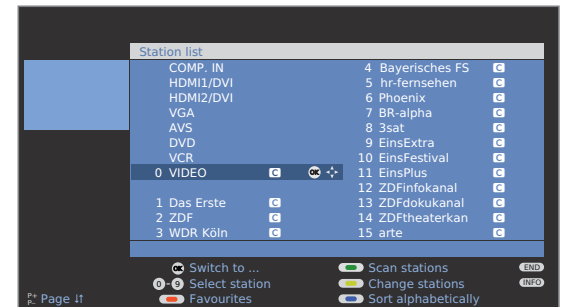 Station list
COMP. IN
HDMI1/DVI
HDMI2/DVI
VGA
AVS
DVD
VCR
0 VIDEO C OK
1 Das Erste C
2 ZDF C
3 WDR Köln C
4 Bayerisches FS C
5 hr-fernsehen C
6 Phoenix C
7 BR-alpha C
8 3sat C
9 EinsExtra C
10 EinsFestival C
11 EinsPlus C
12 ZDFinfokanal C
13 ZDFdokukanal C
14 ZDFtheaterkan C
15 arte C
OK Switch to ...
0-9 Select station
Favourites
Scan stations END
Change stations INFO
Sort alphabetically
P+
P– Page